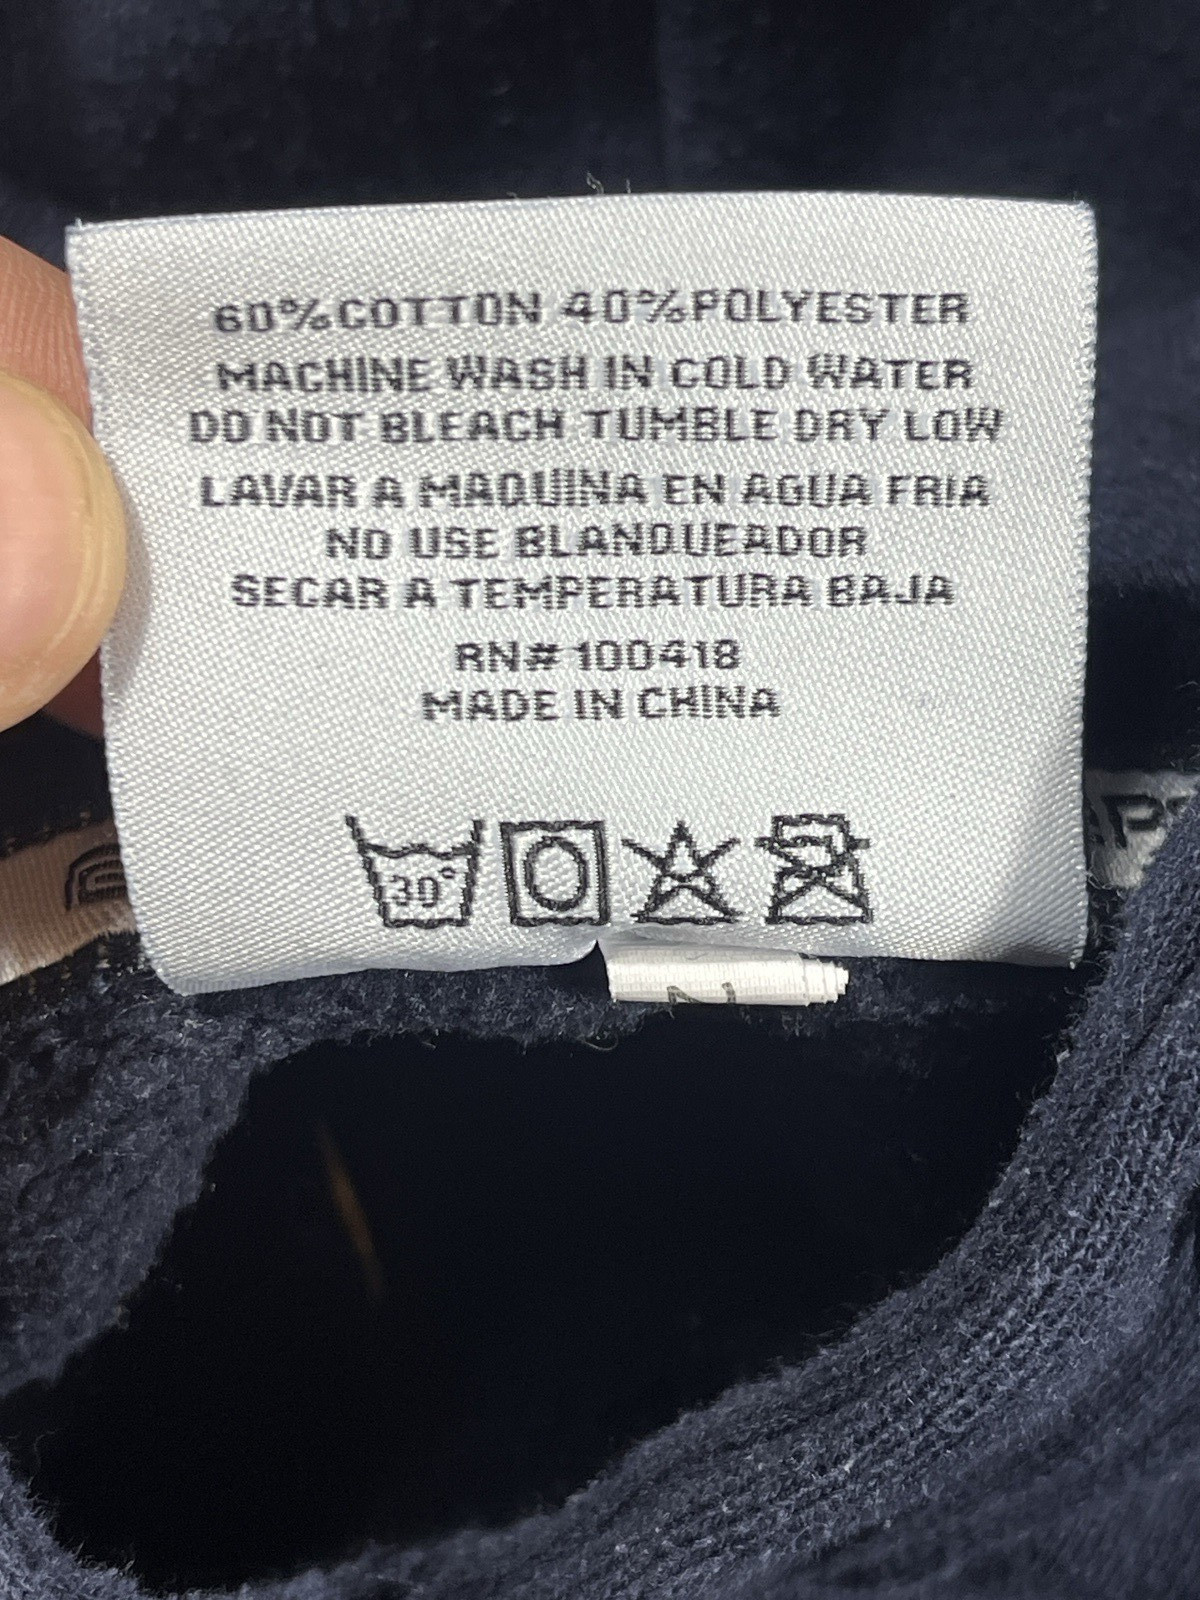 60%COTTON 40%POLYESTER
MACHINE WASH IN COLD WATER
DO NOT BLEACH TUMBLE DRY LOW
LAVAR A MAQUINA EN AGUA FRIA
NO USE BLANQUEADOR
SECAR A TEMPERATURA BAJA
RN# 100418
MADE IN CHINA
30°